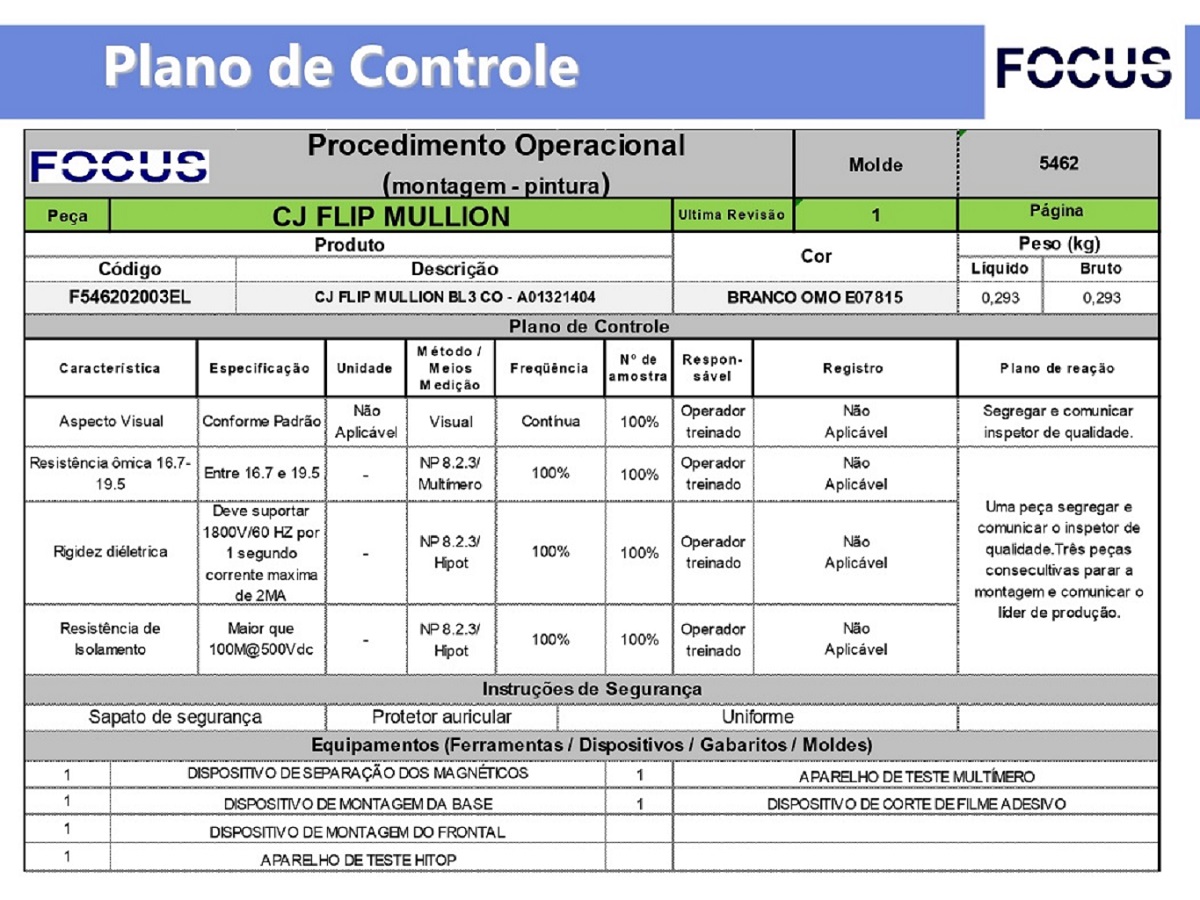 Plano de Controle
FOCUS
FOCUS
Procedimento Operacional
(montagem - pintura)
Molde
5462
Peça
CJ FLIP MULLION
Ultima Revisão
1
Página
Produto
Cor
Peso (kg)
Código
Descrição
Líquido
Bruto
F546202003EL
CJ FLIP MULLION BL3 CO - A01321404
BRANCO OMO E07815
0,293
0,293
Plano de Controle
Característica
Especificação
Unidade
Método /
Meios
Medição
Freqüência
Nº de
amostra
Respon-
sável
Registro
Plano de reação
Aspecto Visual
Conforme Padrão
Não
Aplicável
Visual
Contínua
100%
Operador
treinado
Não
Aplicável
Segregar e comunicar
inspetor de qualidade.
Resistência ômica 16.7-
19.5
Entre 16.7 e 19.5
-
NP 8.2.3/
Multímero
100%
100%
Operador
treinado
Não
Aplicável
Uma peça segregar e
comunicar o inspetor de
qualidade.Três peças
consecutivas parar a
montagem e comunicar o
líder de produção.
Rigidez diéletrica
Deve suportar
1800V/60 HZ por
1 segundo
corrente maxima
de 2MA
-
NP 8.2.3/
Hipot
100%
100%
Operador
treinado
Não
Aplicável
Resistência de
Isolamento
Maior que
100M@500Vdc
-
NP 8.2.3/
Hipot
100%
100%
Operador
treinado
Não
Aplicável
Instruções de Segurança
Sapato de segurança
Protetor auricular
Uniforme
Equipamentos (Ferramentas / Dispositivos / Gabaritos / Moldes)
1
DISPOSITIVO DE SEPARAÇÃO DOS MAGNÉTICOS
1
APARELHO DE TESTE MULTÍMERO
1
DISPOSITIVO DE MONTAGEM DA BASE
1
DISPOSITIVO DE CORTE DE FILME ADESIVO
1
DISPOSITIVO DE MONTAGEM DO FRONTAL
1
APARELHO DE TESTE HITOP